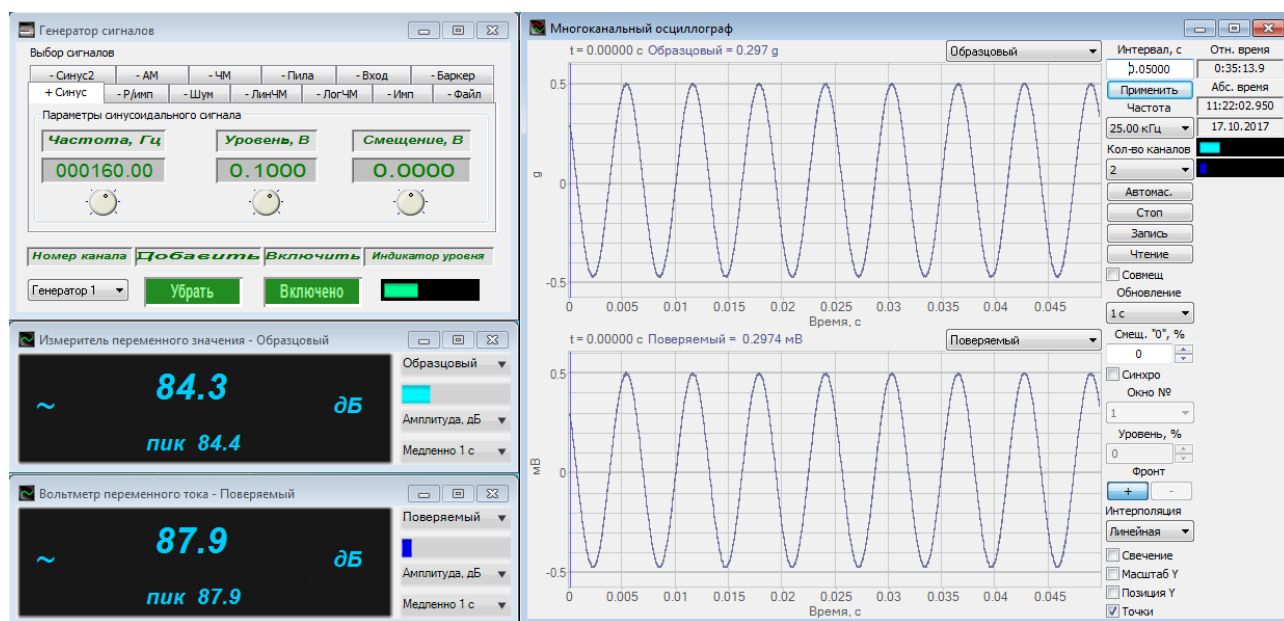 Генератор сигналов
Выбор сигналов
- Синус2 - АМ - ЧМ - Пила - Вход - Баркер
+ Синус - Р/имп - Шум - ЛинЧМ - ЛогЧМ - Имп - Файл
Параметры синусоидального сигнала
Частота, Гц Уровень, В Смещение, В
000160.00 0.1000 0.0000
Номер канала Добавить Включить Индикатор уровня
Генератор 1 Убрать Включено
Измеритель переменного значения - Образцовый
84.3
~ дБ
пик 84.4
Образцовый
Амплитуда, дБ
Медленно 1 с
Вольтметр переменного тока - Поверяемый
87.9
~ дБ
пик 87.9
Поверяемый
Амплитуда, дБ
Медленно 1 с
Многоканальный осциллограф
t = 0.00000 с Образцовый = 0.297 g
Образцовый
0.5
g
0
-0.5
0 0.005 0.01 0.015 0.02 0.025 0.03 0.035 0.04 0.045
Время, с
t = 0.00000 с Поверяемый = 0.2974 мВ
Поверяемый
0.5
мВ
0
-0.5
0 0.005 0.01 0.015 0.02 0.025 0.03 0.035 0.04 0.045
Время, с
Интервал, с Отн. время
0.05000 0:35:13.9
Применить Абс. время
Частота 11:22:02.950
25.00 кГц 17.10.2017
Кол-во каналов
2
Автомас.
Стоп
Запись
Чтение
Совмещ
Обновление
1 с
Смещ. "0", %
0
Синхро
Окно №
1
Уровень, %
0
Фронт
+ -
Интерполяция
Линейная
Свечение
Масштаб Y
Позиция Y
Точки